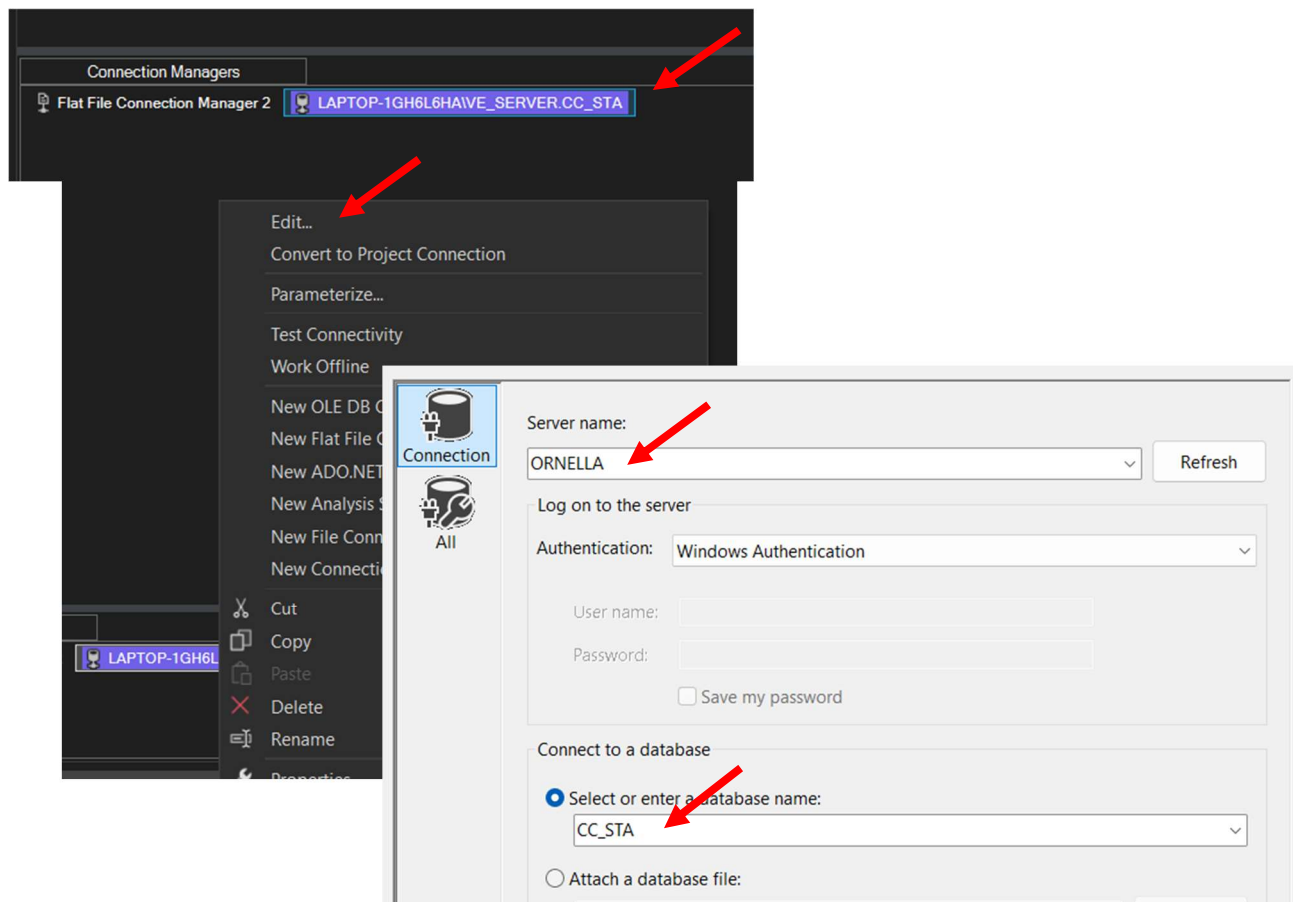 Connection Managers
Flat File Connection Manager 2 LAPTOP-1GH6L6HA\VE_SERVER.CC_STA
Edit...
Convert to Project Connection
Parameterize...
Test Connectivity
Work Offline
New OLE DB
New Flat File
New ADO.NET
New Analysis
New File Conn
New Connecti
Cut
Copy
Paste
Delete
Rename
Properties
LAPTOP-1GH6L
Connection
All
Server name:
ORNELLA
Refresh
Log on to the server
Authentication: Windows Authentication
User name:
Password:
Save my password
Connect to a database
Select or enter a database name:
CC_STA
Attach a database file: